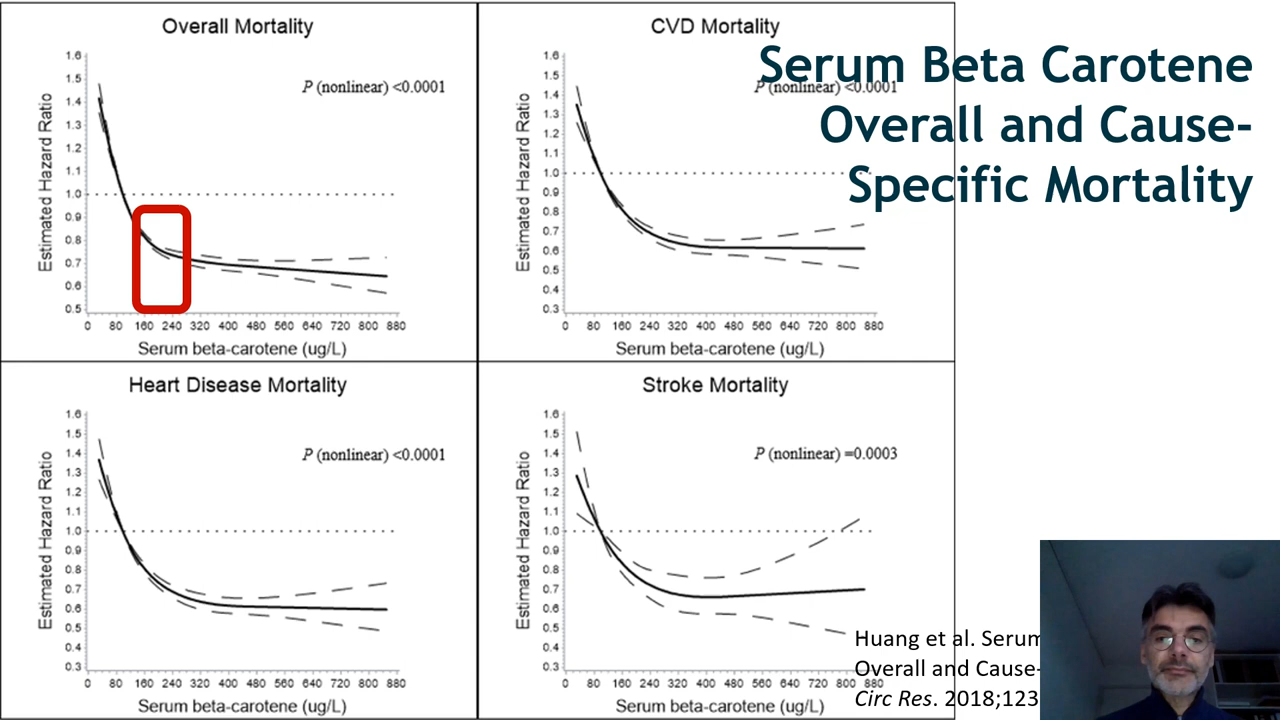 Overall Mortality
1.6
1.5
1.4
1.3
1.2
1.1
1.0
0.9
0.8
0.7
0.6
0.5
P (nonlinear) <0.0001
Estimated Hazard Ratio
0 80 160 240 320 400 480 560 640 720 800 880
Serum beta-carotene (ug/L)
CVD Mortality
1.6
1.5
1.4
1.3
1.2
1.1
1.0
0.9
0.8
0.7
0.6
0.5
0.4
0.3
P (nonlinear) <0.0001
Estimated Hazard Ratio
0 80 160 240 320 400 480 560 640 720 800 880
Serum beta-carotene (ug/L)
Serum Beta Carotene
Overall and Cause-
Specific Mortality
Heart Disease Mortality
1.6
1.5
1.4
1.3
1.2
1.1
1.0
0.9
0.8
0.7
0.6
0.5
0.4
0.3
P (nonlinear) <0.0001
Estimated Hazard Ratio
0 80 160 240 320 400 480 560 640 720 800 880
Serum beta-carotene (ug/L)
Stroke Mortality
1.6
1.5
1.4
1.3
1.2
1.1
1.0
0.9
0.8
0.7
0.6
0.5
0.4
0.3
P (nonlinear) =0.0003
Estimated Hazard Ratio
0 80 160 240 320 400 480 560 640 720 800 880
Serum beta-carotene (ug/L)
Huang et al. Serum
Overall and Cause-
Circ Res. 2018;123